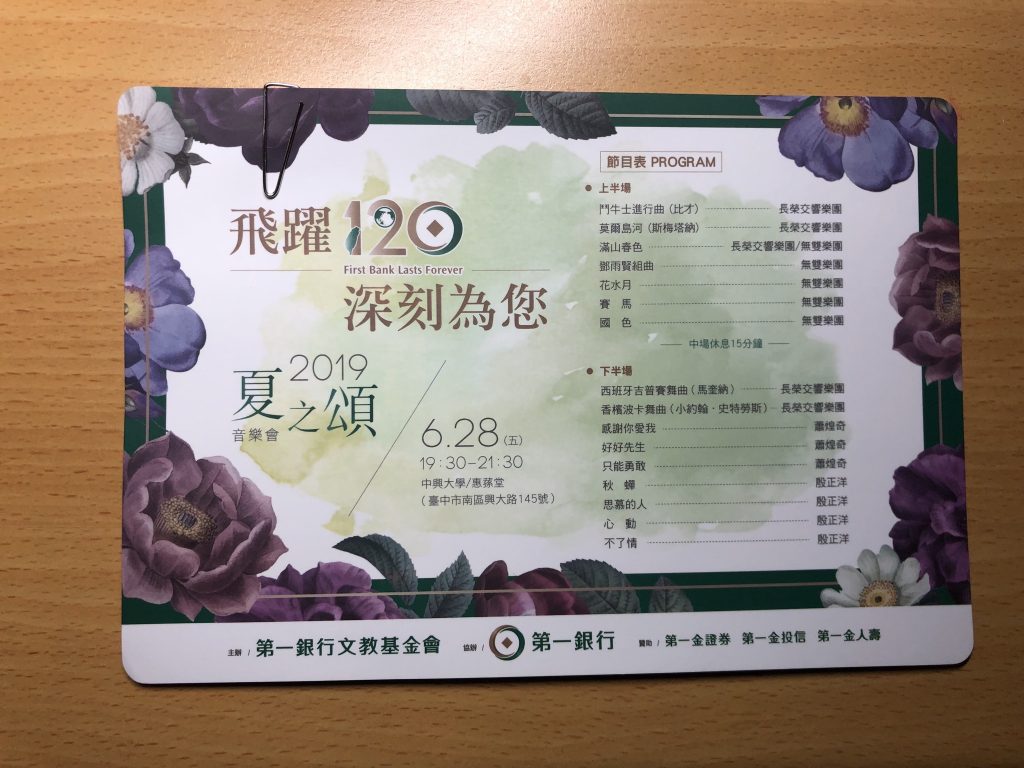 飛躍120
First Bank Lasts Forever
深刻為您
2019
夏之頌
音樂會
6.28(五)
19:30-21:30
中興大學/惠蓀堂
(臺中市南區興大路145號)
節目表 PROGRAM
● 上半場
鬥牛士進行曲(比才) 長榮交響樂團
莫爾島河(斯梅塔納) 長榮交響樂團
滿山春色 長榮交響樂團/無雙樂團
鄧雨賢組曲 無雙樂團
花水月 無雙樂團
賽 馬 無雙樂團
國 色 無雙樂團
中場休息15分鐘
● 下半場
西班牙吉普賽舞曲(馬奎納) 長榮交響樂團
香檳波卡舞曲(小約翰・史特勞斯) 長榮交響樂團
感謝你愛我 蕭煌奇
好好先生 蕭煌奇
只能勇敢 蕭煌奇
秋 蟬 殷正洋
思慕的人 殷正洋
心 動 殷正洋
不了情 殷正洋
主辦 / 第一銀行文教基金會 協辦 / 第一銀行 贊助 / 第一金證券 第一金投信 第一金人壽